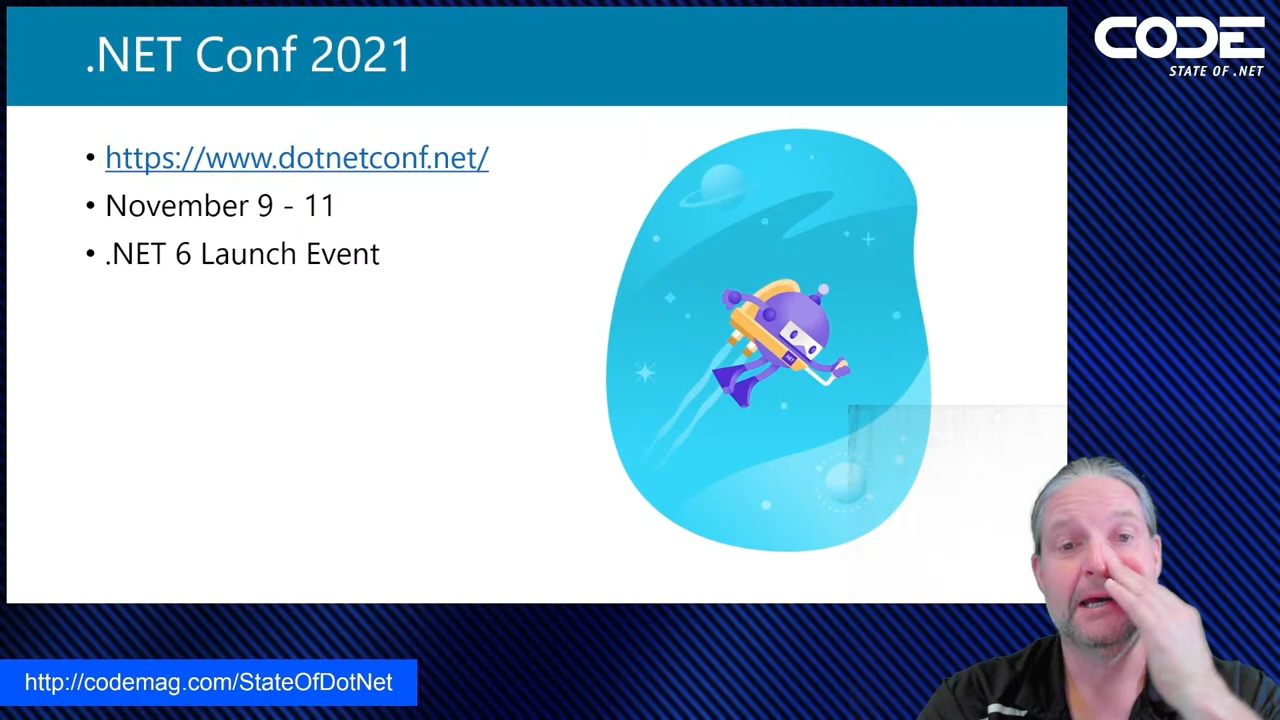 .NET Conf 2021
CODE
STATE OF .NET
• https://www.dotnetconf.net/
• November 9 - 11
• .NET 6 Launch Event
.NET
http://codemag.com/StateOfDotNet